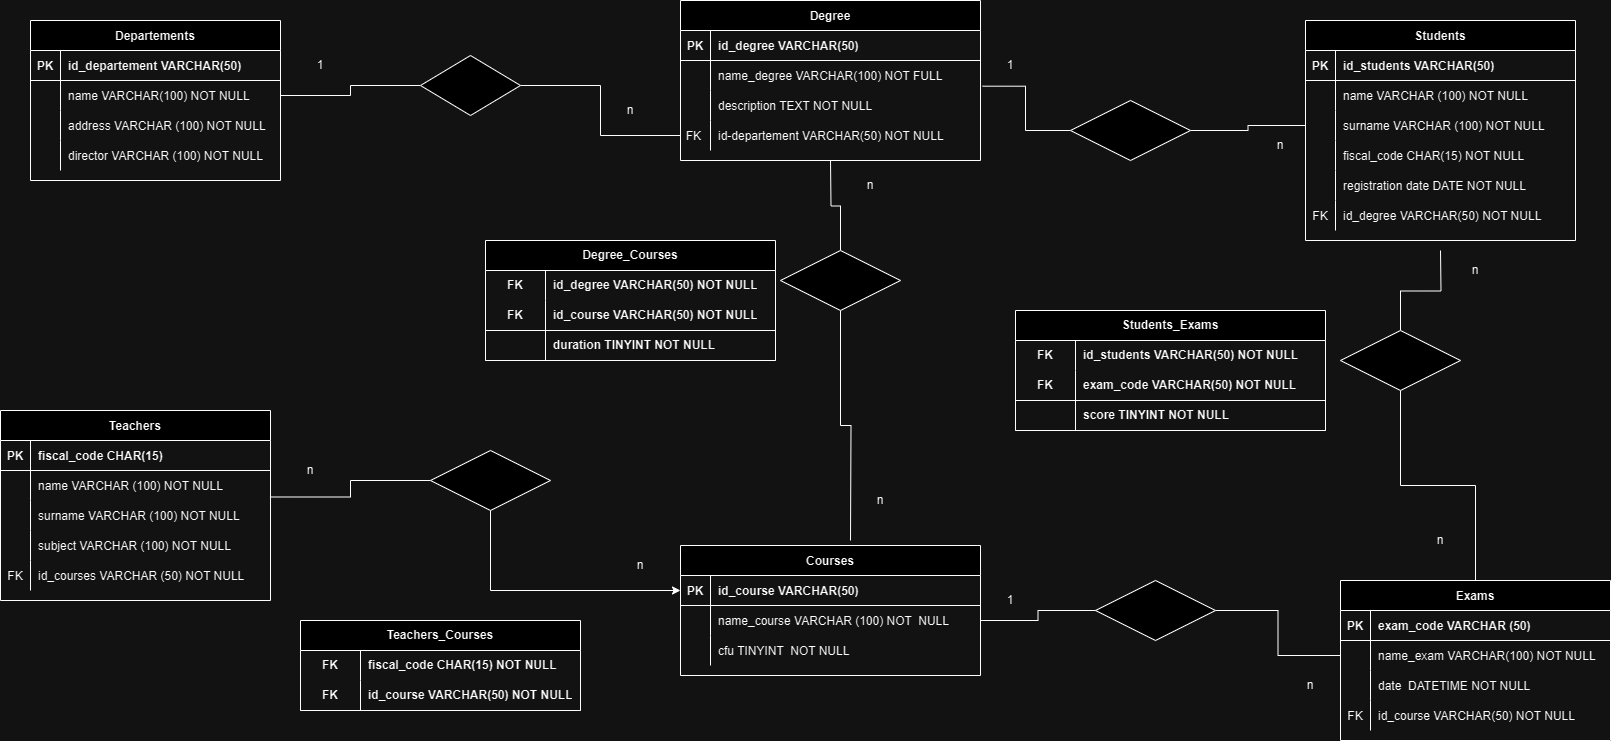 Departements
PK id_departement VARCHAR(50)
name VARCHAR(100) NOT NULL
address VARCHAR (100) NOT NULL
director VARCHAR (100) NOT NULL
1
n
Degree
PK id_degree VARCHAR(50)
name_degree VARCHAR(100) NOT FULL
description TEXT NOT NULL
FK id-departement VARCHAR(50) NOT NULL
1
n
Students
PK id_students VARCHAR(50)
name VARCHAR (100) NOT NULL
surname VARCHAR (100) NOT NULL
fiscal_code CHAR(15) NOT NULL
registration date DATE NOT NULL
FK id_degree VARCHAR(50) NOT NULL
n
Degree_Courses
FK id_degree VARCHAR(50) NOT NULL
FK id_course VARCHAR(50) NOT NULL
duration TINYINT NOT NULL
n
n
Students_Exams
FK id_students VARCHAR(50) NOT NULL
FK exam_code VARCHAR(50) NOT NULL
score TINYINT NOT NULL
n
Teachers
PK fiscal_code CHAR(15)
name VARCHAR (100) NOT NULL
surname VARCHAR (100) NOT NULL
subject VARCHAR (100) NOT NULL
FK id_courses VARCHAR (50) NOT NULL
n
n
Teachers_Courses
FK fiscal_code CHAR(15) NOT NULL
FK id_course VARCHAR(50) NOT NULL
Courses
PK id_course VARCHAR(50)
name_course VARCHAR (100) NOT  NULL
cfu TINYINT  NOT NULL
1
n
Exams
PK exam_code VARCHAR (50)
name_exam VARCHAR(100) NOT NULL
date  DATETIME NOT NULL
FK id_course VARCHAR(50) NOT NULL